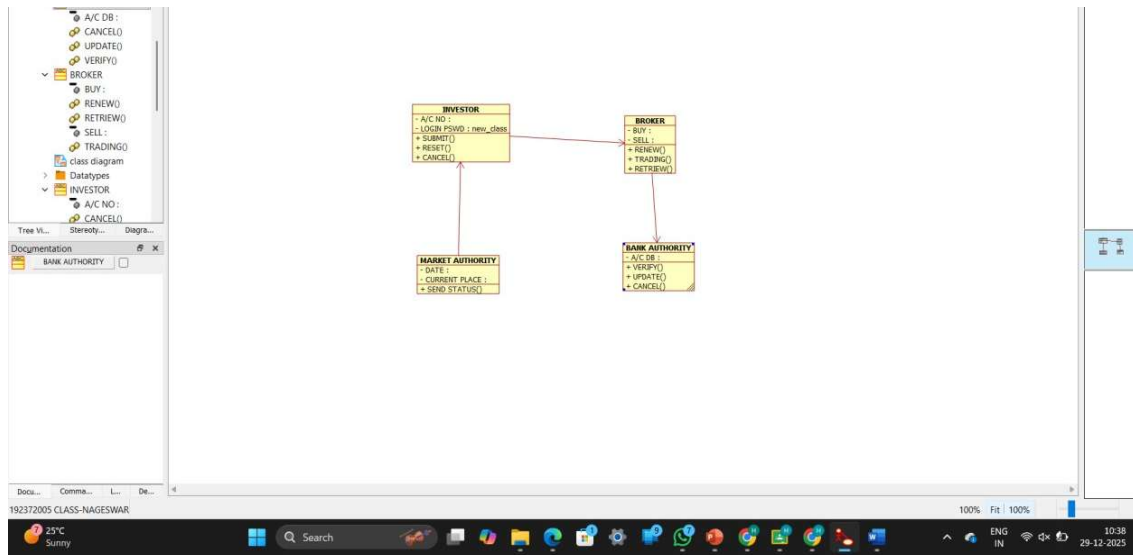 A/C DB :
CANCEL()
UPDATE()
VERIFY()
BROKER
BUY :
RENEW()
RETRIEW()
SELL :
TRADING()
class diagram
Datatypes
INVESTOR
A/C NO :
CANCEL()
Tree Vi... Stereoty... Diagra...
Documentation
BANK AUTHORITY
Docu... Comma... L... De...
INVESTOR
- A/C NO :
- LOGIN PSWD : new_class
+ SUBMIT()
+ RESET()
+ CANCEL()
BROKER
- BUY :
- SELL :
+ RENEW()
+ TRADING()
+ RETRIEW()
MARKET AUTHORITY
- DATE :
- CURRENT PLACE :
+ SEND STATUS()
BANK AUTHORITY
- A/C DB :
+ VERIFY()
+ UPDATE()
+ CANCEL()
192372005 CLASS-NAGESWAR
100% Fit 100%
7
25°C
Sunny
Search
ENG
IN
10:38
29-12-2025